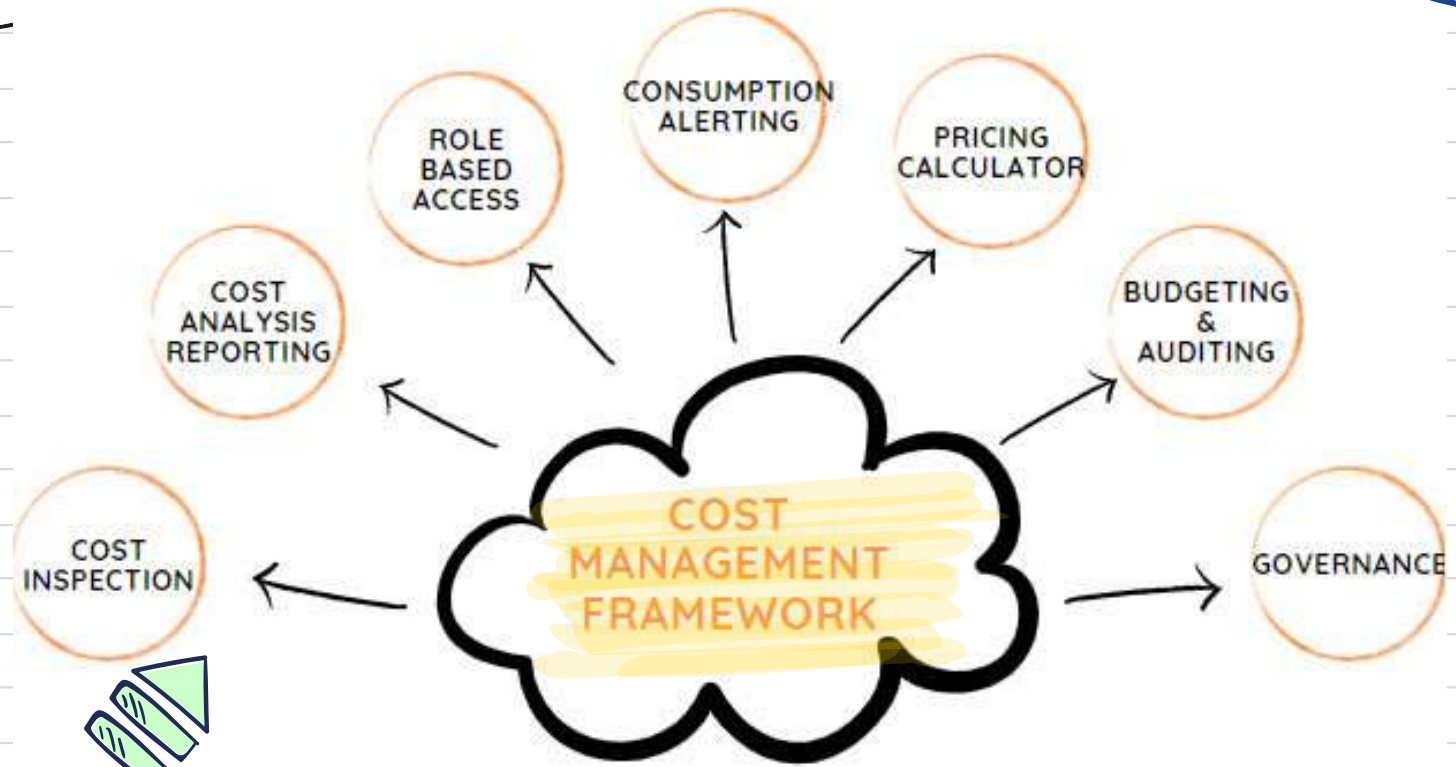 CONSUMPTION
ALERTING
ROLE
BASED
ACCESS
PRICING
CALCULATOR
COST
ANALYSIS
REPORTING
BUDGETING
&
AUDITING
COST
MANAGEMENT
FRAMEWORK
COST
INSPECTION
GOVERNANCE